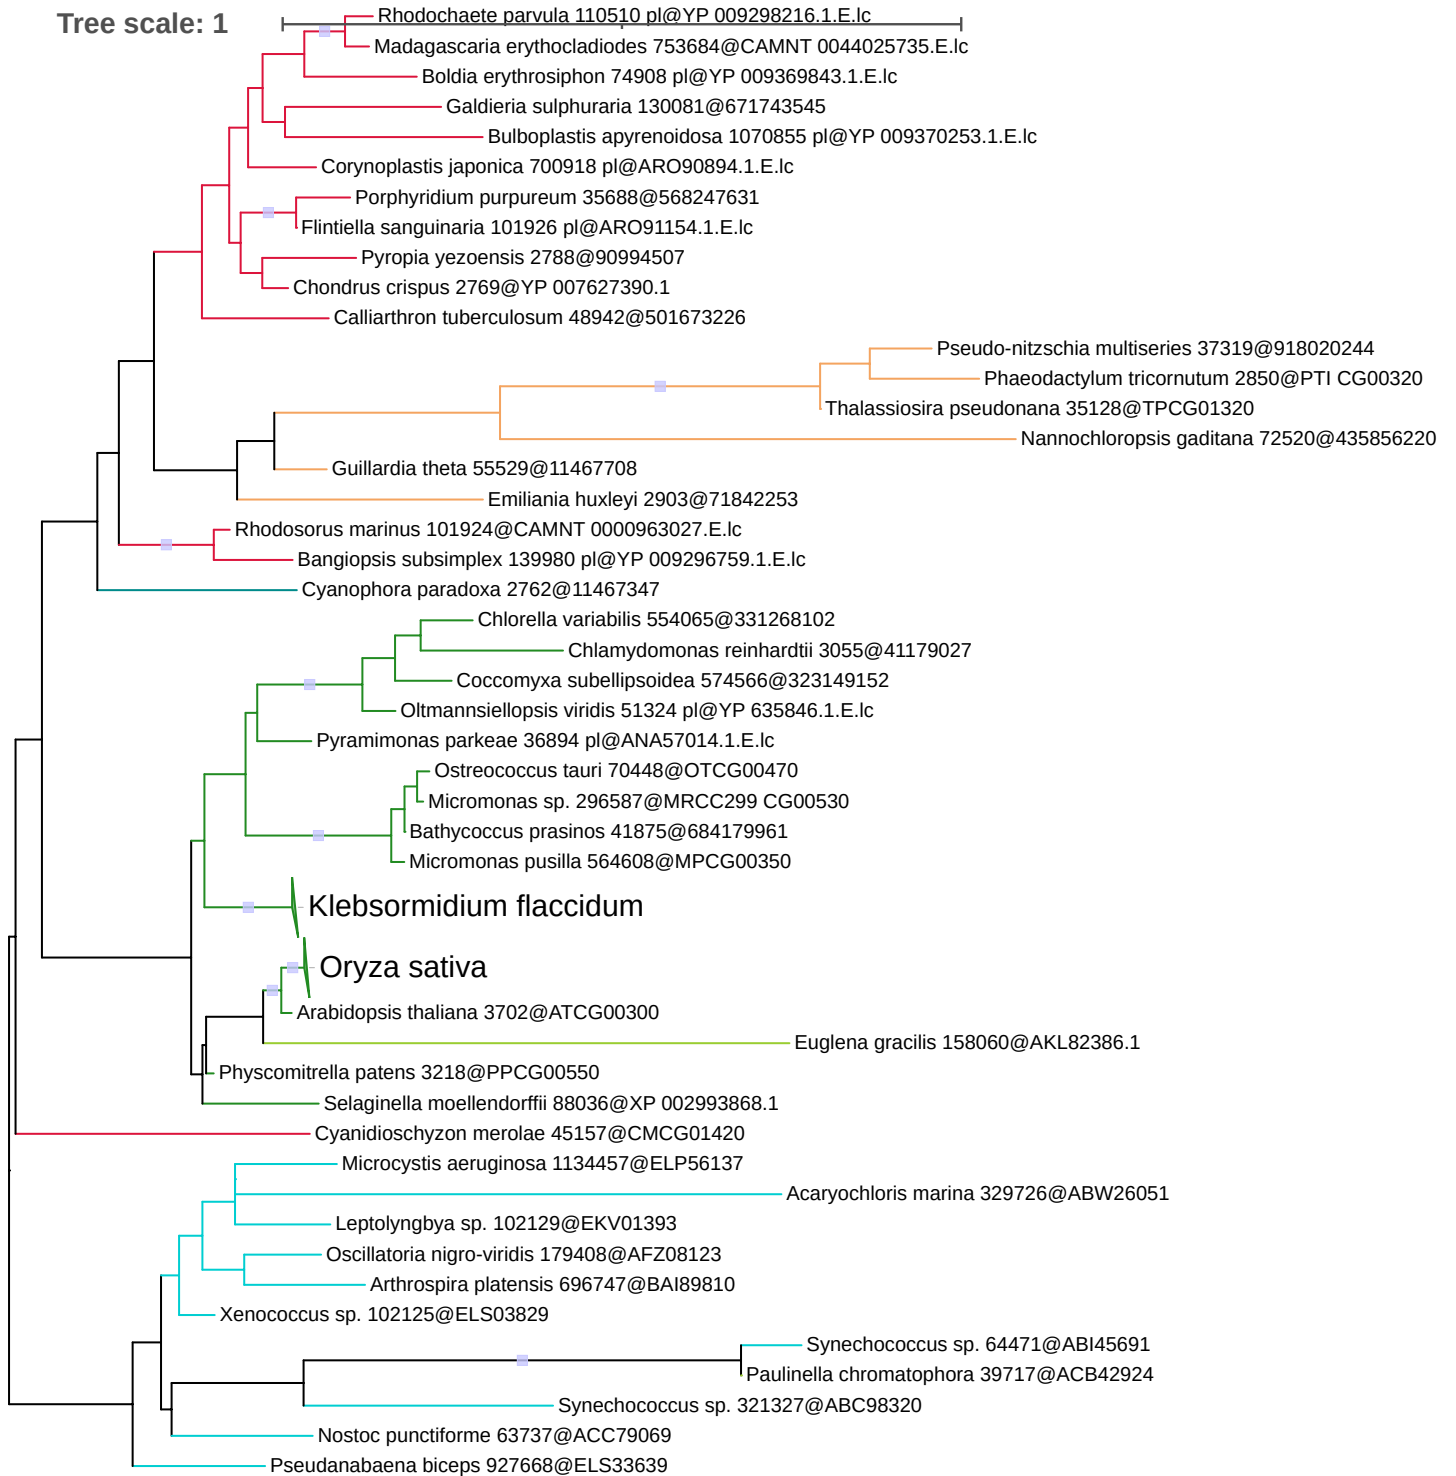 Tree scale: 1
Rhodochaete parvula 110510 pl@YP 009298216.1.E.lc
Madagascaria erythocladiodes 753684@CAMNT 0044025735.E.lc
Boldia erythrosiphon 74908 pl@YP 009369843.1.E.lc
Galdieria sulphuraria 130081@671743545
Bulboplastis apyrenoidosa 1070855 pl@YP 009370253.1.E.lc
Corynoplastis japonica 700918 pl@ARO90894.1.E.lc
Porphyridium purpureum 35688@568247631
Flintiella sanguinaria 101926 pl@ARO91154.1.E.lc
Pyropia yezoensis 2788@90994507
Chondrus crispus 2769@YP 007627390.1
Calliarthron tuberculosum 48942@501673226
Pseudo-nitzschia multiseries 37319@918020244
Phaeodactylum tricornutum 2850@PTI CG00320
Thalassiosira pseudonana 35128@TPCG01320
Nannochloropsis gaditana 72520@435856220
Guillardia theta 55529@11467708
Emiliania huxleyi 2903@71842253
Rhodosorus marinus 101924@CAMNT 0000963027.E.lc
Bangiopsis subsimplex 139980 pl@YP 009296759.1.E.lc
Cyanophora paradoxa 2762@11467347
Chlorella variabilis 554065@331268102
Chlamydomonas reinhardtii 3055@41179027
Coccomyxa subellipsoidea 574566@323149152
Oltmannsiellopsis viridis 51324 pl@YP 635846.1.E.lc
Pyramimonas parkeae 36894 pl@ANA57014.1.E.lc
Ostreococcus tauri 70448@OTCG00470
Micromonas sp. 296587@MRCC299 CG00530
Bathycoccus prasinos 41875@684179961
Micromonas pusilla 564608@MPCG00350
Klebsormidium flaccidum
Oryza sativa
Arabidopsis thaliana 3702@ATCG00300
Euglena gracilis 158060@AKL82386.1
Physcomitrella patens 3218@PPCG00550
Selaginella moellendorffii 88036@XP 002993868.1
Cyanidioschyzon merolae 45157@CMCG01420
Microcystis aeruginosa 1134457@ELP56137
Acaryochloris marina 329726@ABW26051
Leptolyngbya sp. 102129@EKV01393
Oscillatoria nigro-viridis 179408@AFZ08123
Arthrospira platensis 696747@BAI89810
Xenococcus sp. 102125@ELS03829
Synechococcus sp. 64471@ABI45691
Paulinella chromatophora 39717@ACB42924
Synechococcus sp. 321327@ABC98320
Nostoc punctiforme 63737@ACC79069
Pseudanabaena biceps 927668@ELS33639